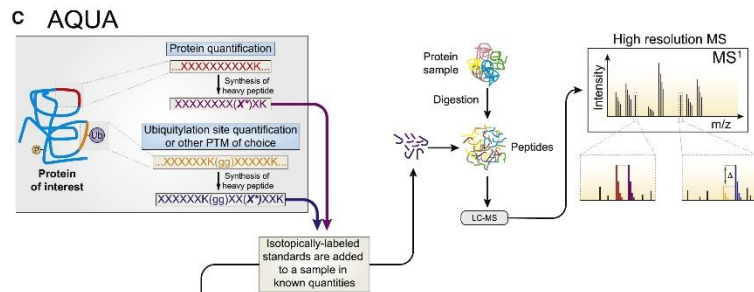 C AQUA
Protein quantification
...XXXXXXXXXXK...
Synthesis of
heavy peptide
XXXXXXXX(X*)XK
Ubiquitylation site quantification
or other PTM of choice
...XXXXXXK(gg)XXXXXK...
Synthesis of
heavy peptide
XXXXXXK(gg)XX(X*)XXK
P
Ub
Protein
of interest
Isotopically-labeled
standards are added
to a sample in
known quantities
Protein
sample
Digestion
Peptides
LC-MS
High resolution MS
MS1
Intensity
m/z
Δ